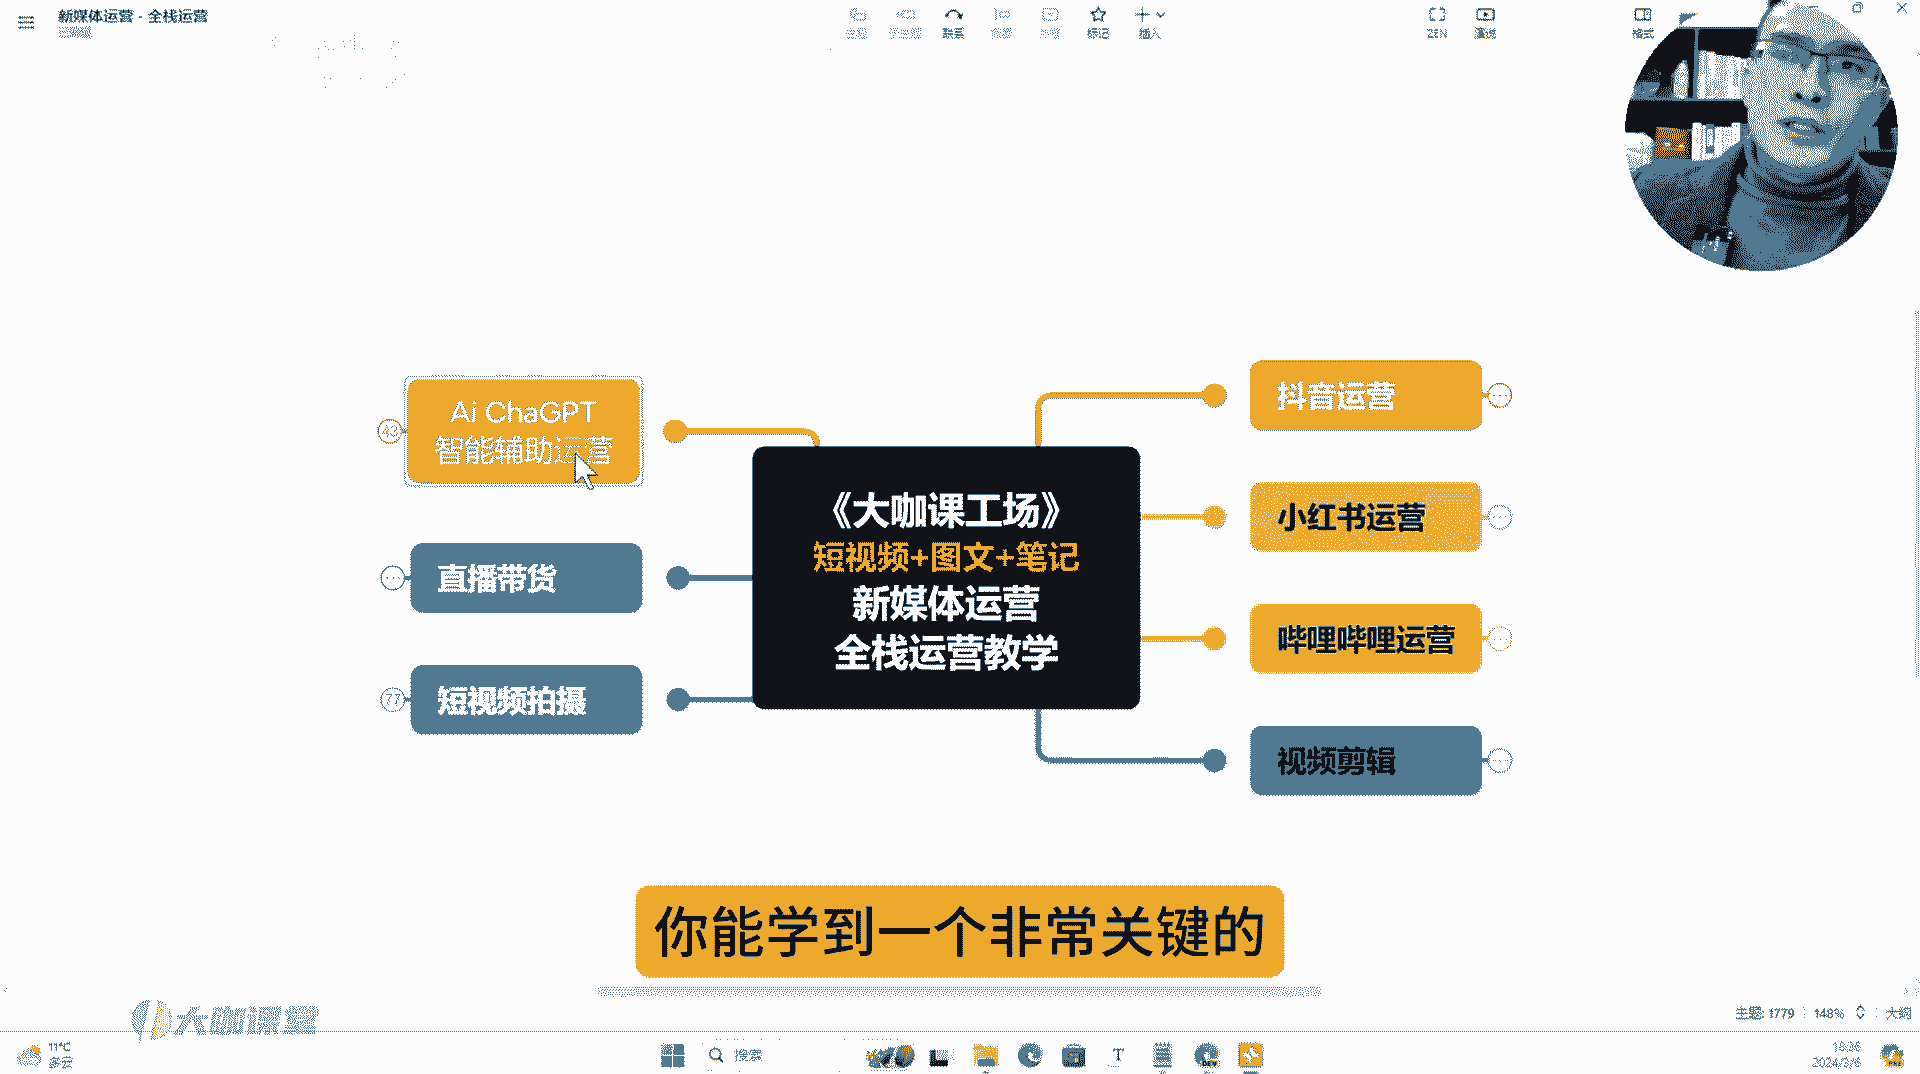 新媒体运营 - 全栈运营
联系
标记
插入
ZEN
演说
格式
Ai ChaGPT
智能辅助运营
43
直播带货
短视频拍摄
77
《大咖课工场》
短视频+图文+笔记
新媒体运营
全栈运营教学
抖音运营
小红书运营
哔哩哔哩运营
视频剪辑
你能学到一个非常关键的
大咖课堂
主题: 1779
148%
大纲
11°C
多云
搜索
2024/3/6